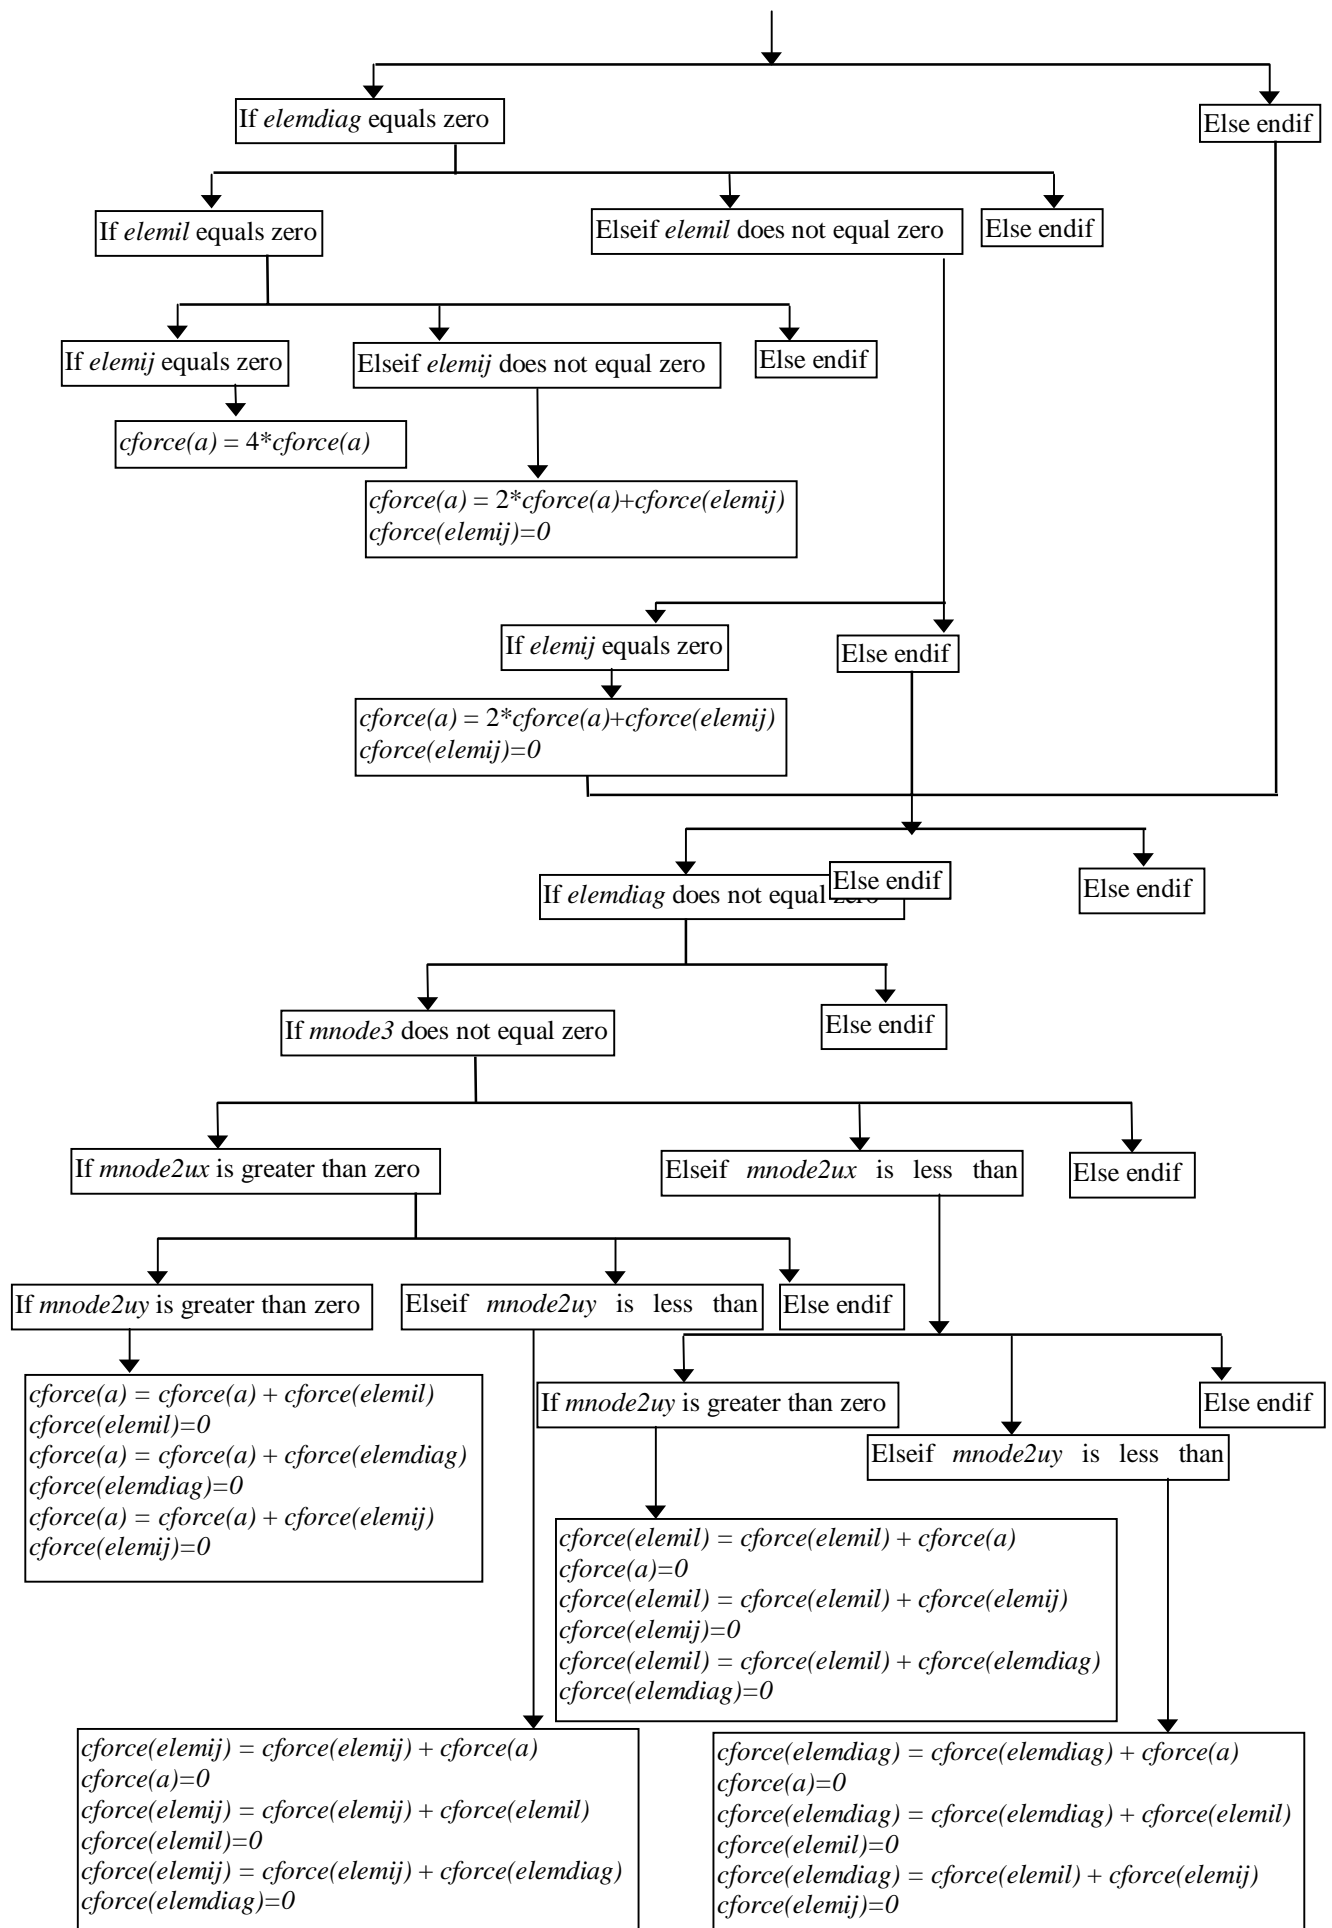 If elemdiag equals zero
Else endif
If elemil equals zero
Elseif elemil does not equal zero
Else endif
If elemij equals zero
Elseif elemij does not equal zero
Else endif
cforce(a) = 4*cforce(a)
cforce(a) = 2*cforce(a)+cforce(elemij)
cforce(elemij)=0
If elemij equals zero
Else endif
cforce(a) = 2*cforce(a)+cforce(elemij)
cforce(elemij)=0
If elemdiag does not equal zero
Else endif
Else endif
If mnode3 does not equal zero
Else endif
If mnode2ux is greater than zero
Elseif mnode2ux is less than
Else endif
If mnode2uy is greater than zero
Elseif mnode2uy is less than
Else endif
cforce(a) = cforce(a) + cforce(elemil)
cforce(elemil)=0
cforce(a) = cforce(a) + cforce(elemdiag)
cforce(elemdiag)=0
cforce(a) = cforce(a) + cforce(elemij)
cforce(elemij)=0
If mnode2uy is greater than zero
Else endif
Elseif mnode2uy is less than
cforce(elemil) = cforce(elemil) + cforce(a)
cforce(a)=0
cforce(elemil) = cforce(elemil) + cforce(elemij)
cforce(elemij)=0
cforce(elemil) = cforce(elemil) + cforce(elemdiag)
cforce(elemdiag)=0
cforce(elemij) = cforce(elemij) + cforce(a)
cforce(a)=0
cforce(elemij) = cforce(elemij) + cforce(elemil)
cforce(elemil)=0
cforce(elemij) = cforce(elemij) + cforce(elemdiag)
cforce(elemdiag)=0
cforce(elemdiag) = cforce(elemdiag) + cforce(a)
cforce(a)=0
cforce(elemdiag) = cforce(elemdiag) + cforce(elemil)
cforce(elemil)=0
cforce(elemdiag) = cforce(elemil) + cforce(elemij)
cforce(elemij)=0